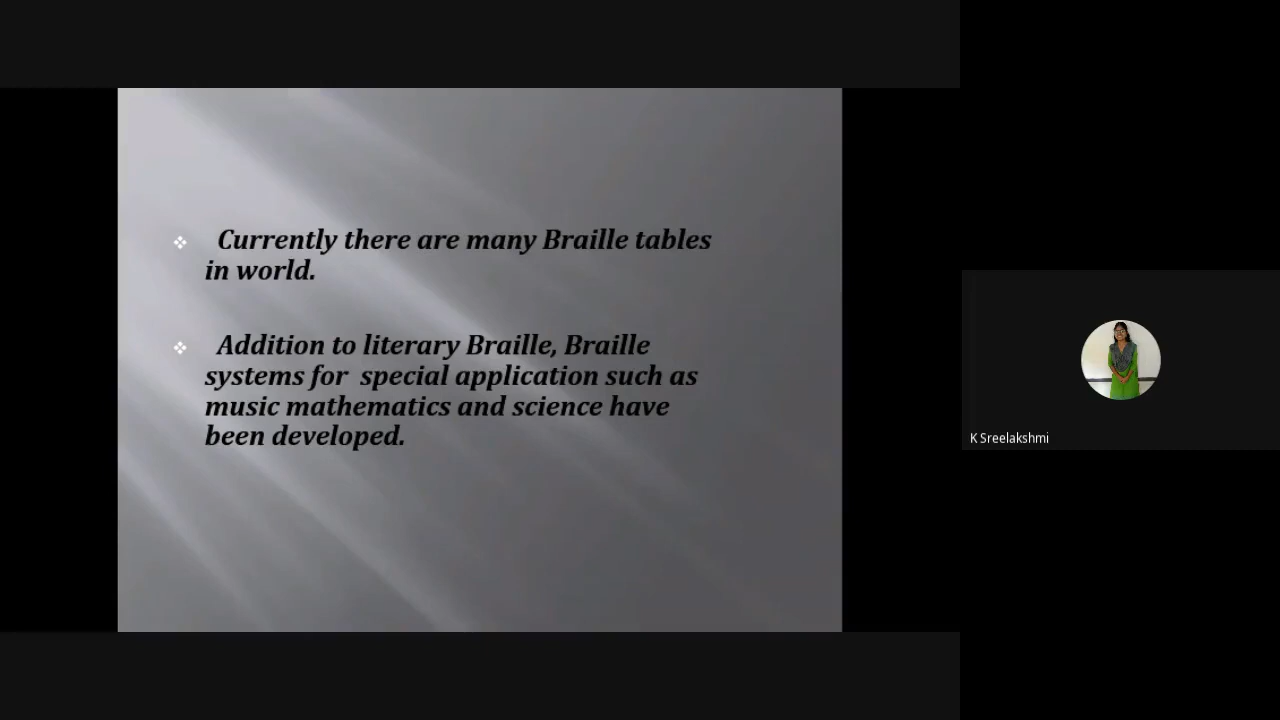 Currently there are many Braille tables
in world.
Addition to literary Braille, Braille
systems for special application such as
music mathematics and science have
been developed.
K Sreelakshmi